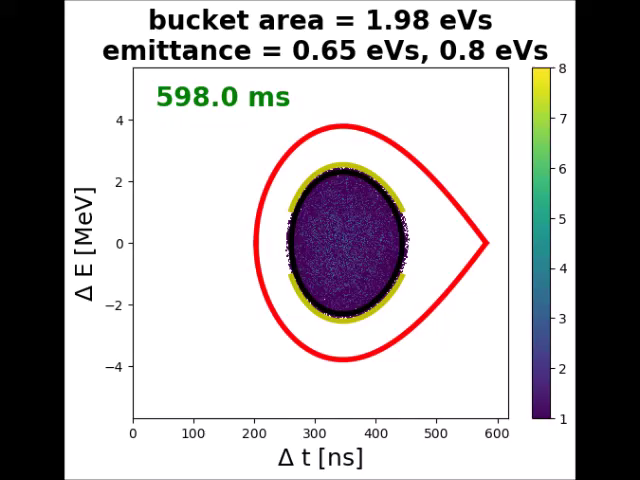 bucket area = 1.98 eVs
emittance = 0.65 eVs, 0.8 eVs
598.0 ms
Δ E [MeV]
4
2
0
−2
−4
0 100 200 300 400 500 600
Δ t [ns]
8
7
6
5
4
3
2
1